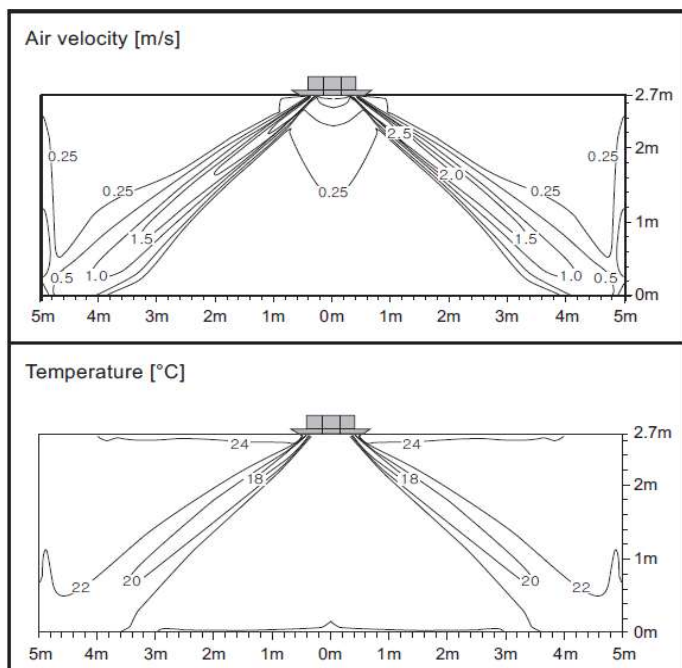 Air velocity [m/s]
2.7m
2.5
0.25 2m 0.25
0.25 2.0 0.25
0.25
1.5 1.5 1m
0.5 1.0 1.0 0.5
0m
5m 4m 3m 2m 1m 0m 1m 2m 3m 4m 5m
Temperature [°C]
2.7m
24 24
18 18 2m
1m
22 20 20 22
0m
5m 4m 3m 2m 1m 0m 1m 2m 3m 4m 5m